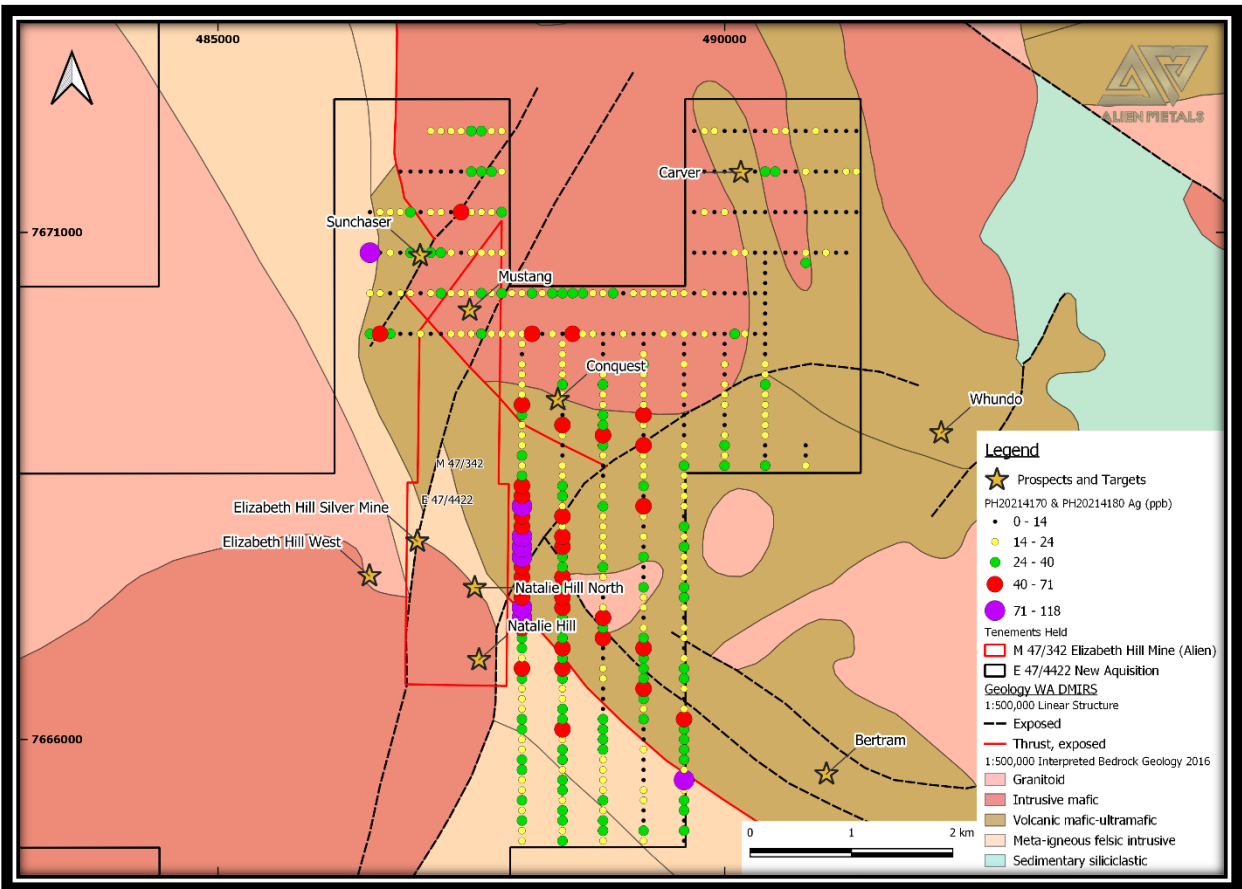 485000
490000
ALIEN METALS
Carver
Sunchaser
7671000
Mustang
Conquest
Whundo
M 47/342
E 47/4422
Elizabeth Hill Silver Mine
Elizabeth Hill West
Natalie Hill North
Natalie Hill
7666000
Bertram
Legend
Prospects and Targets
PH20214170 & PH20214180 Ag (ppb)
0 - 14
14 - 24
24 - 40
40 - 71
71 - 118
Tenements Held
M 47/342 Elizabeth Hill Mine (Alien)
E 47/4422 New Aquisition
Geology WA DMIRS
1:500,000 Linear Structure
Exposed
Thrust, exposed
1:500,000 Interpreted Bedrock Geology 2016
Granitoid
Intrusive mafic
Volcanic mafic-ultramafic
Meta-igneous felsic intrusive
Sedimentary siliciclastic
0 1 2 km